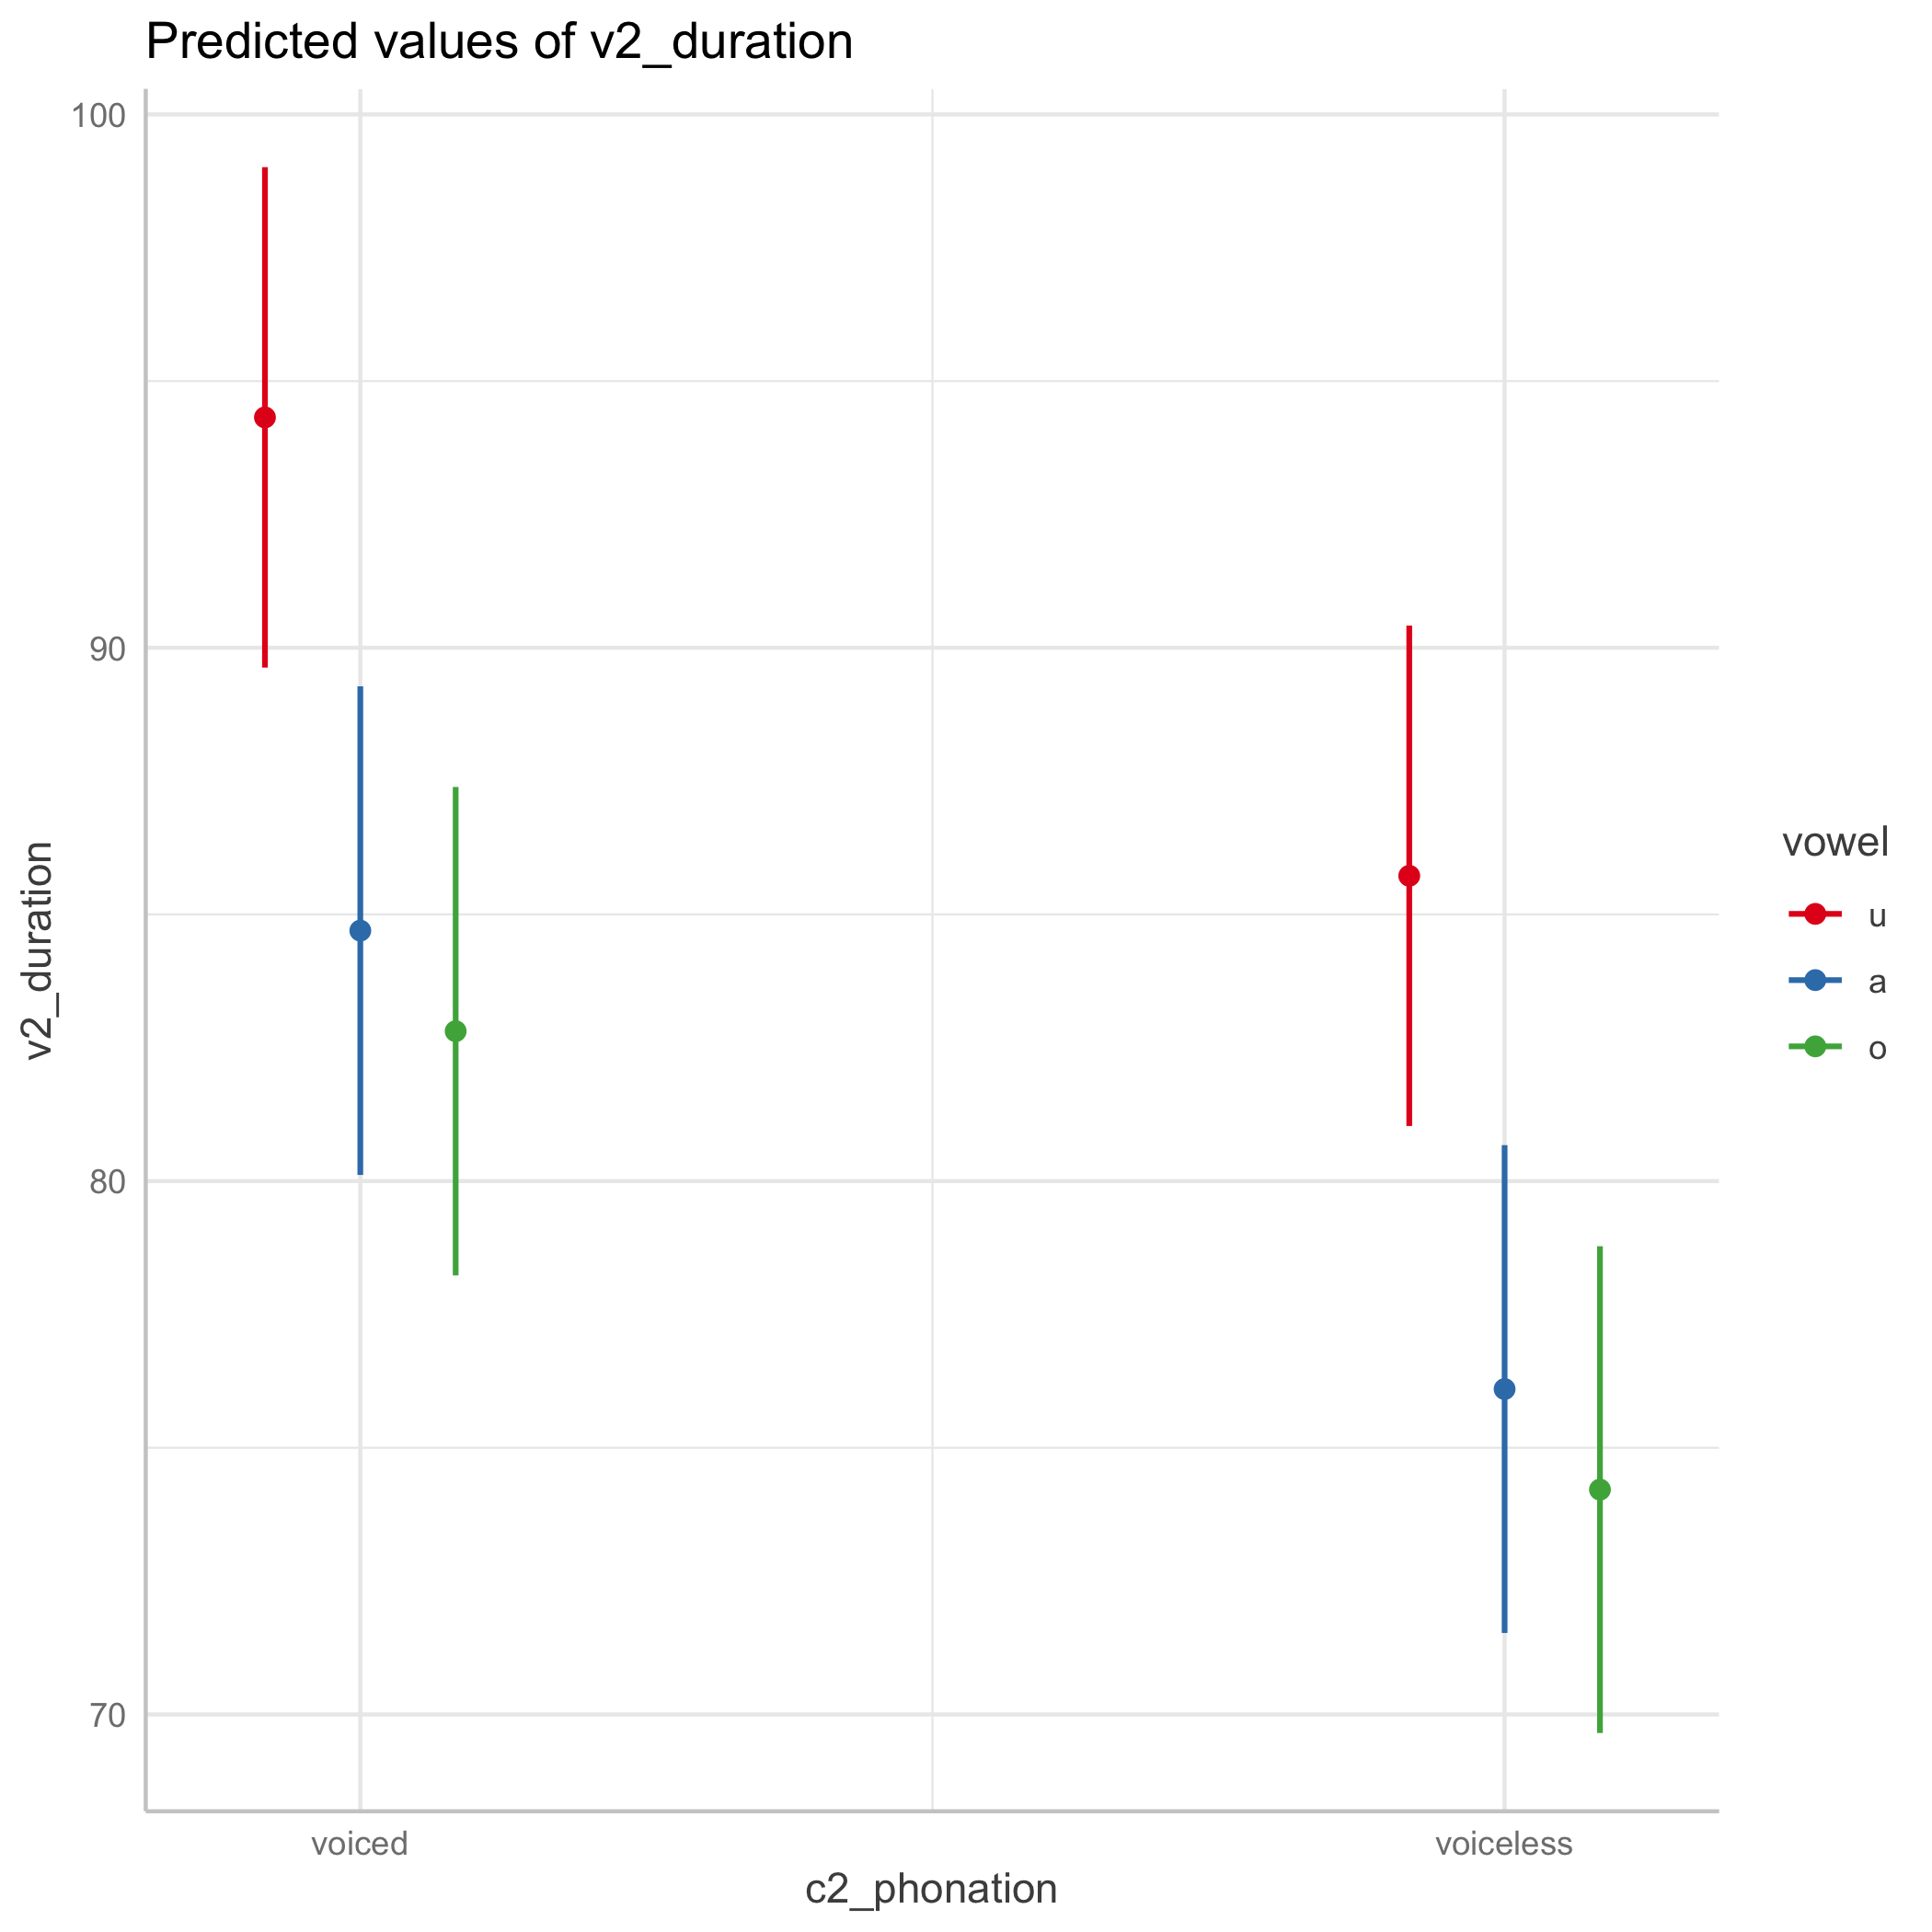 Predicted values of v2_duration
100
90
80
70
v2_duration
voiced
voiceless
c2_phonation
vowel
u
a
o